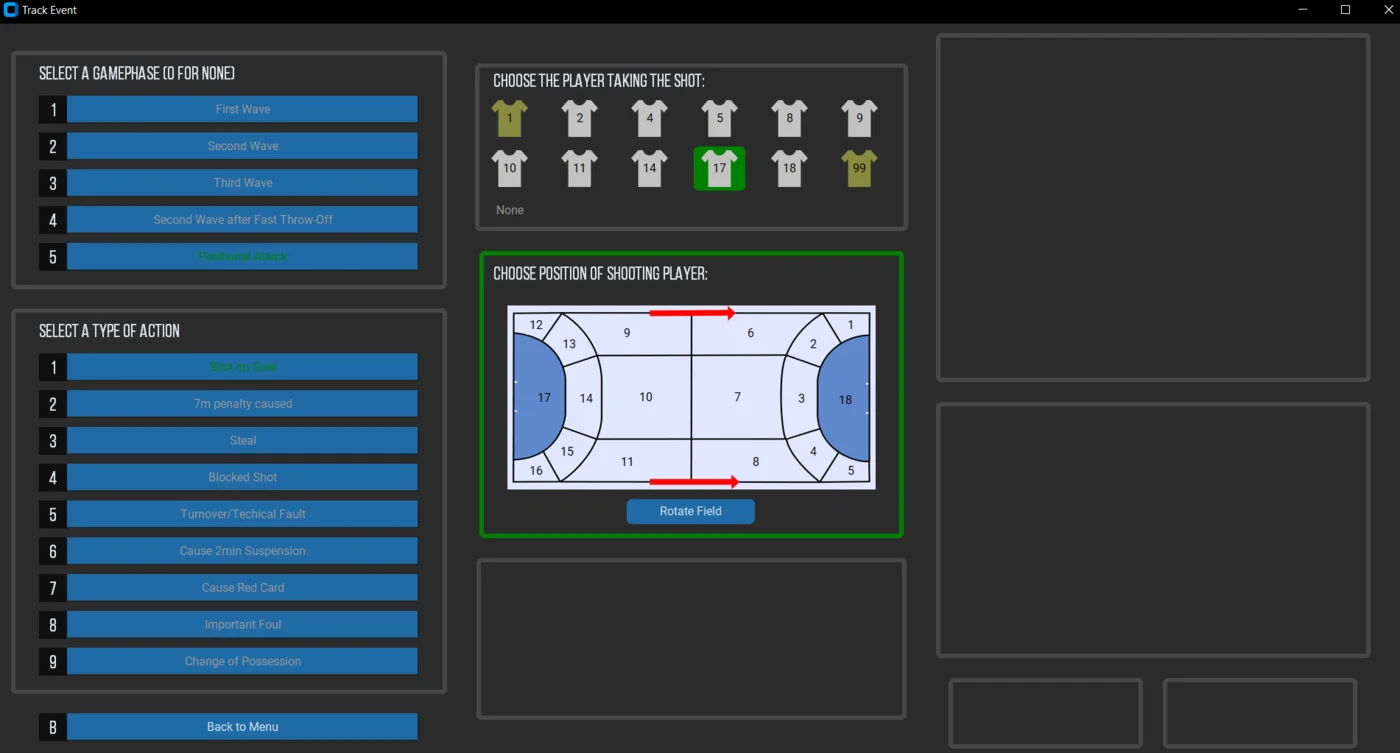 Track Event
SELECT A GAMEPHASE (0 FOR NONE)
1 First Wave
2 Second Wave
3 Third Wave
4 Second Wave after Fast Throw-Off
5 Positional Attack
SELECT A TYPE OF ACTION
1 Shot on Goal
2 7m penalty caused
3 Steal
4 Blocked Shot
5 Turnover/Techical Fault
6 Cause 2min Suspension
7 Cause Red Card
8 Important Foul
9 Change of Possession
B Back to Menu
CHOOSE THE PLAYER TAKING THE SHOT:
1 2 4 5 8 9
10 11 14 17 18 99
None
CHOOSE POSITION OF SHOOTING PLAYER:
12 9 6 1
13 2
17 14 10 7 3 18
15 4
16 11 8 5
Rotate Field